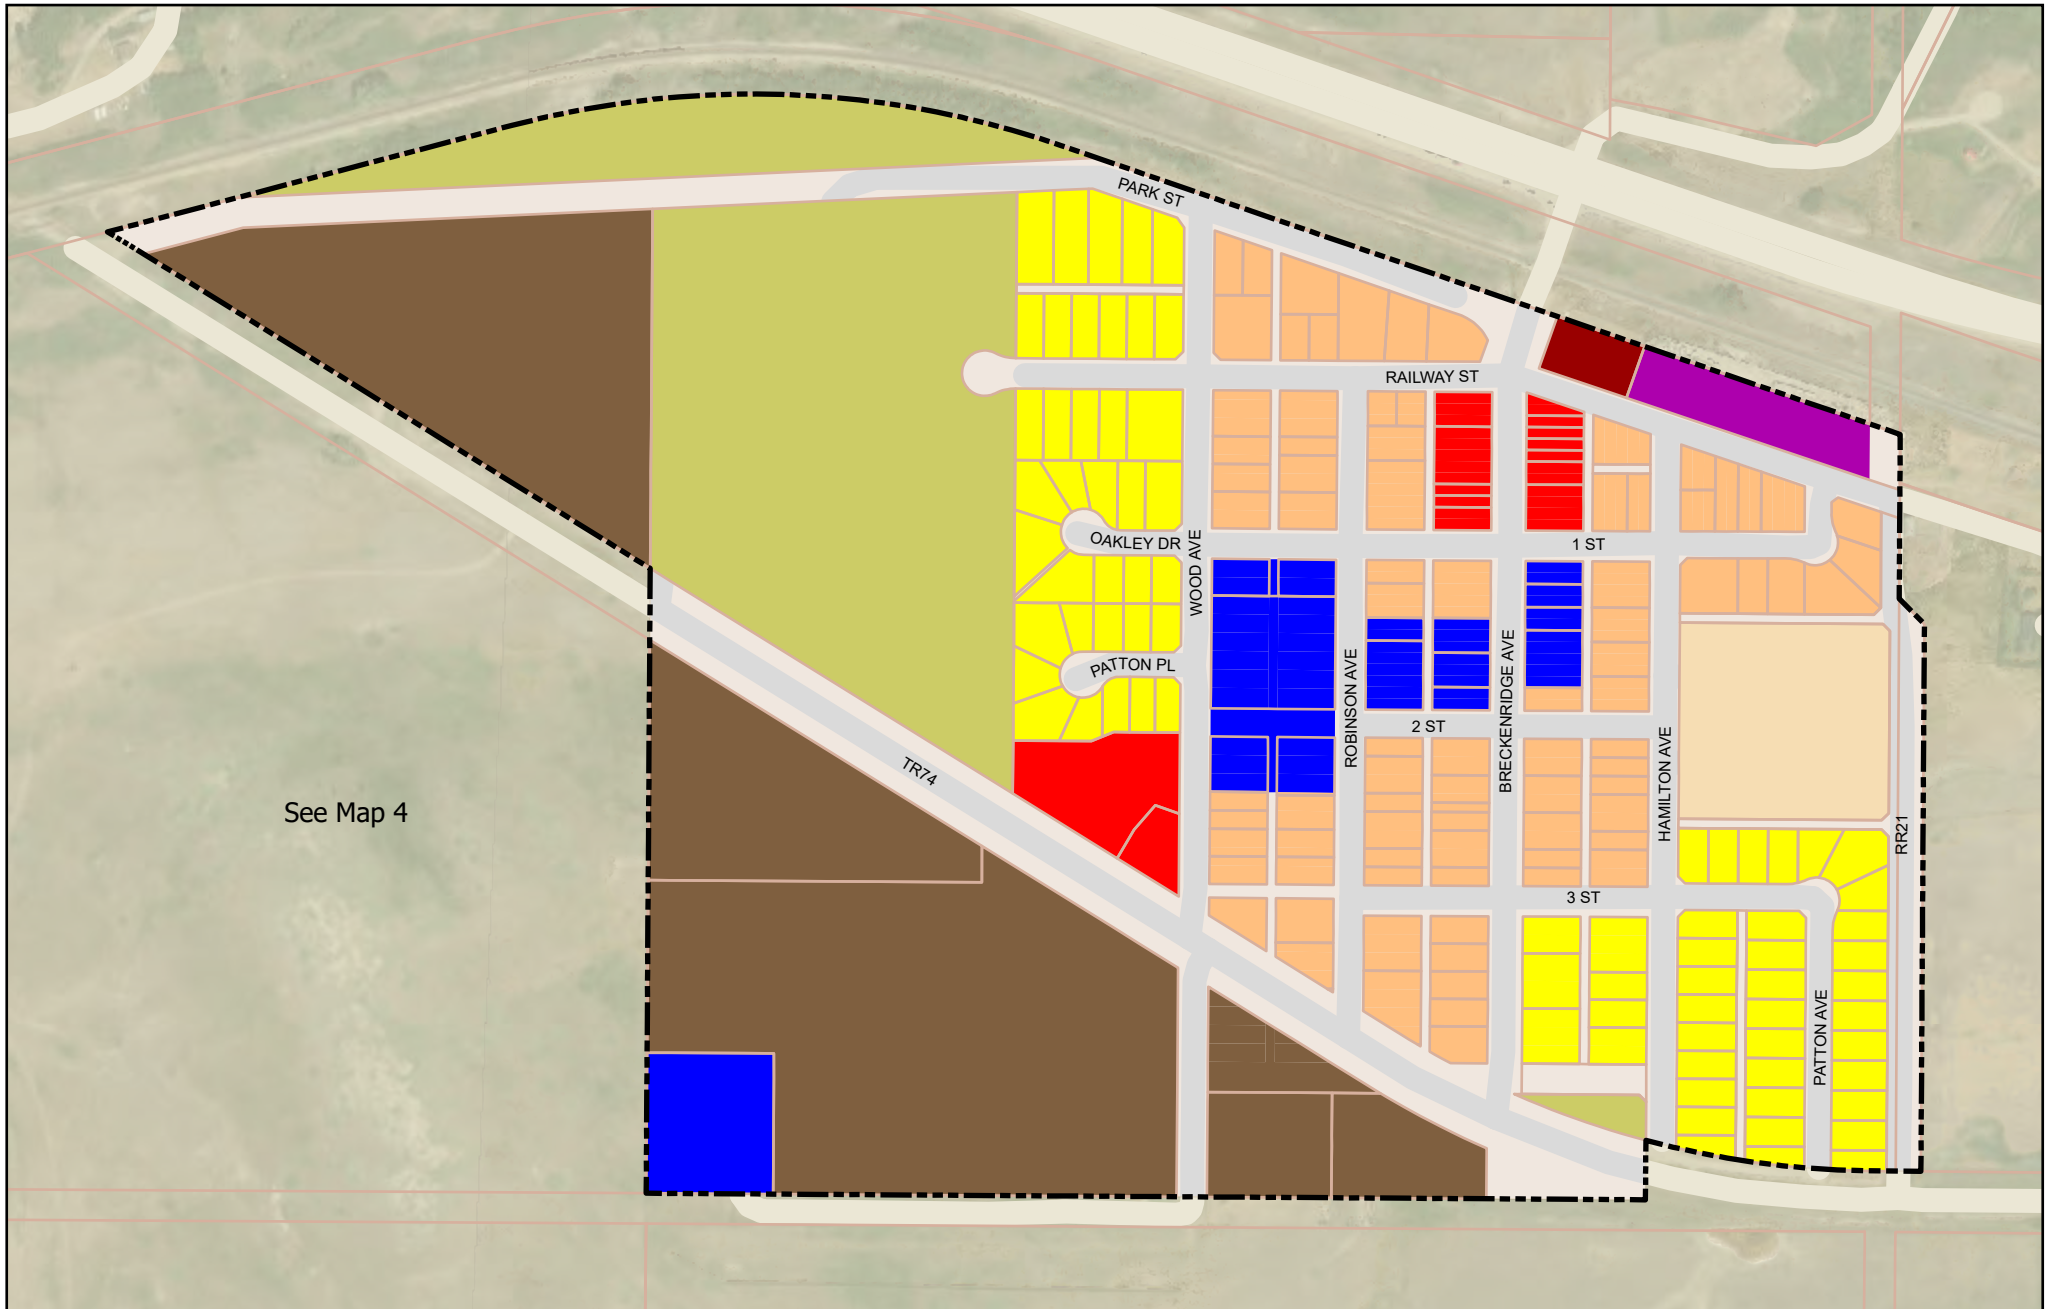 PARK ST
RAILWAY ST
OAKLEY DR
WOOD AVE
1 ST
PATTON PL
ROBINSON AVE
BRECKENRIDGE AVE
2 ST
HAMILTON AVE
TR74
See Map 4
RR21
3 ST
PATTON AVE